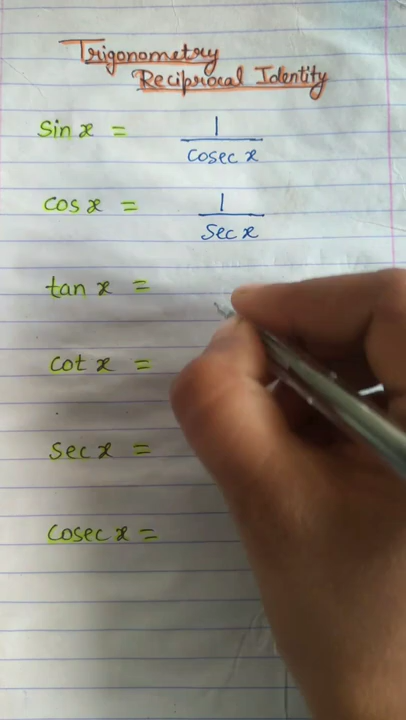 Trigonometry
Reciprocal Identity
Sin x = 1 / cosec x
cos x = 1 / Sec x
tan x =
cot x =
Sec x =
Cosec x =